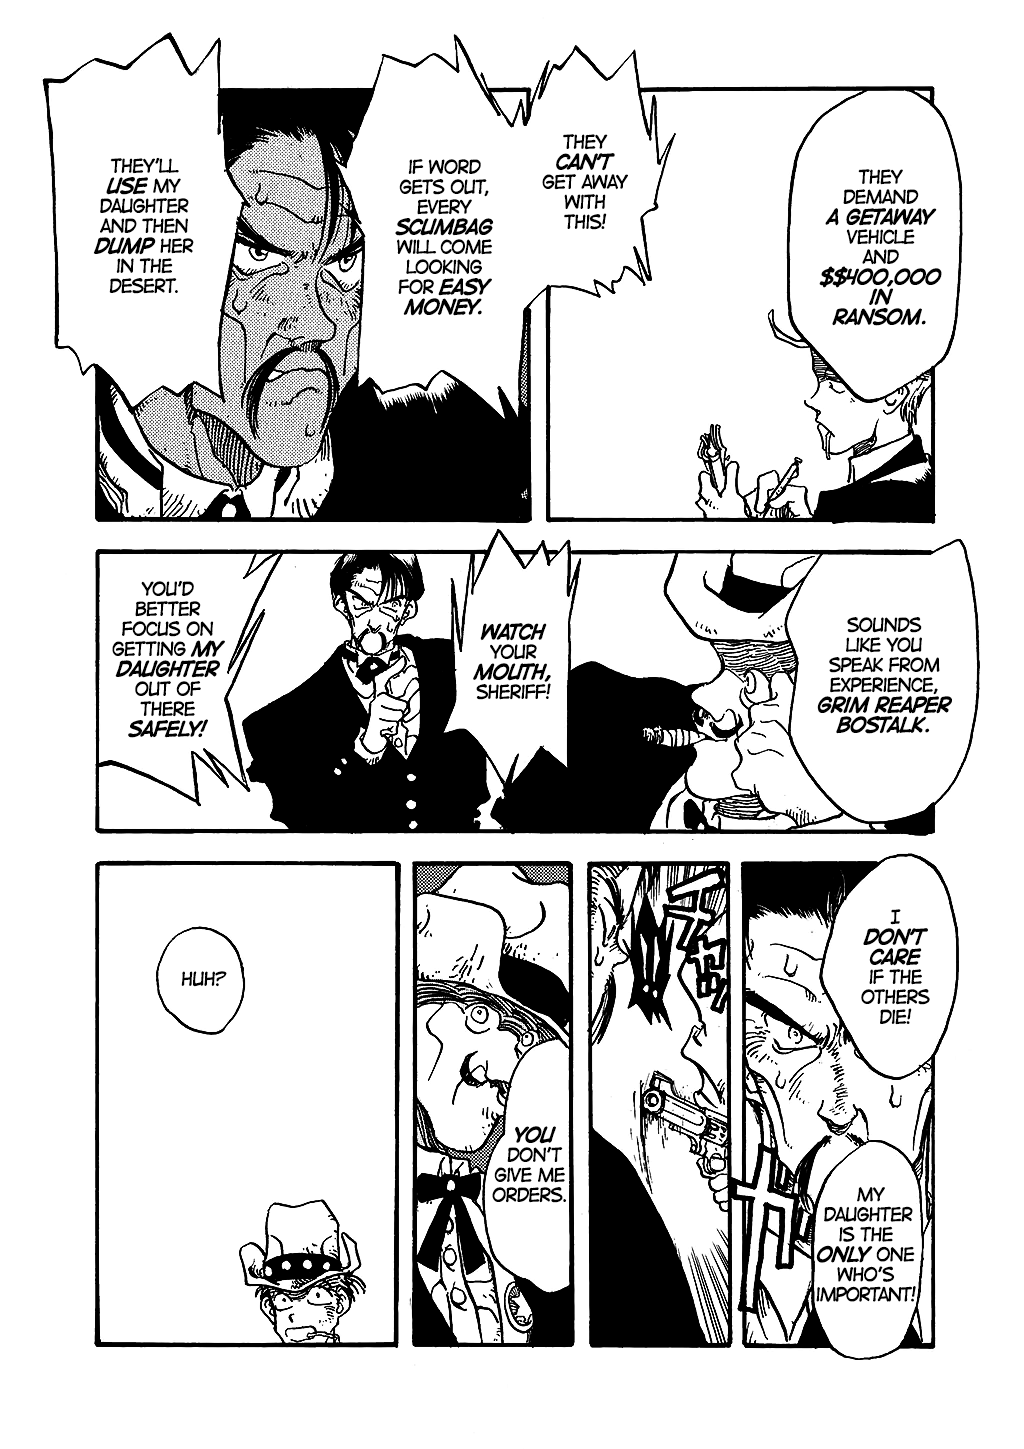 THEY
DEMAND
A GETAWAY
VEHICLE
AND
$$400,000
IN
RANSOM.
THEY
CAN'T
GET AWAY
WITH
THIS!
IF WORD
GETS OUT,
EVERY
SCUMBAG
WILL COME
LOOKING
FOR EASY
MONEY.
THEY'LL
USE MY
DAUGHTER
AND THEN
DUMP HER
IN THE
DESERT.
SOUNDS
LIKE YOU
SPEAK FROM
EXPERIENCE,
GRIM REAPER
BOSTALK.
WATCH
YOUR
MOUTH,
SHERIFF!
YOU'D
BETTER
FOCUS ON
GETTING MY
DAUGHTER
OUT OF
THERE
SAFELY!
I
DON'T
CARE
IF THE
OTHERS
DIE!
MY
DAUGHTER
IS THE
ONLY ONE
WHO'S
IMPORTANT!
YOU
DON'T
GIVE ME
ORDERS.
HUH?